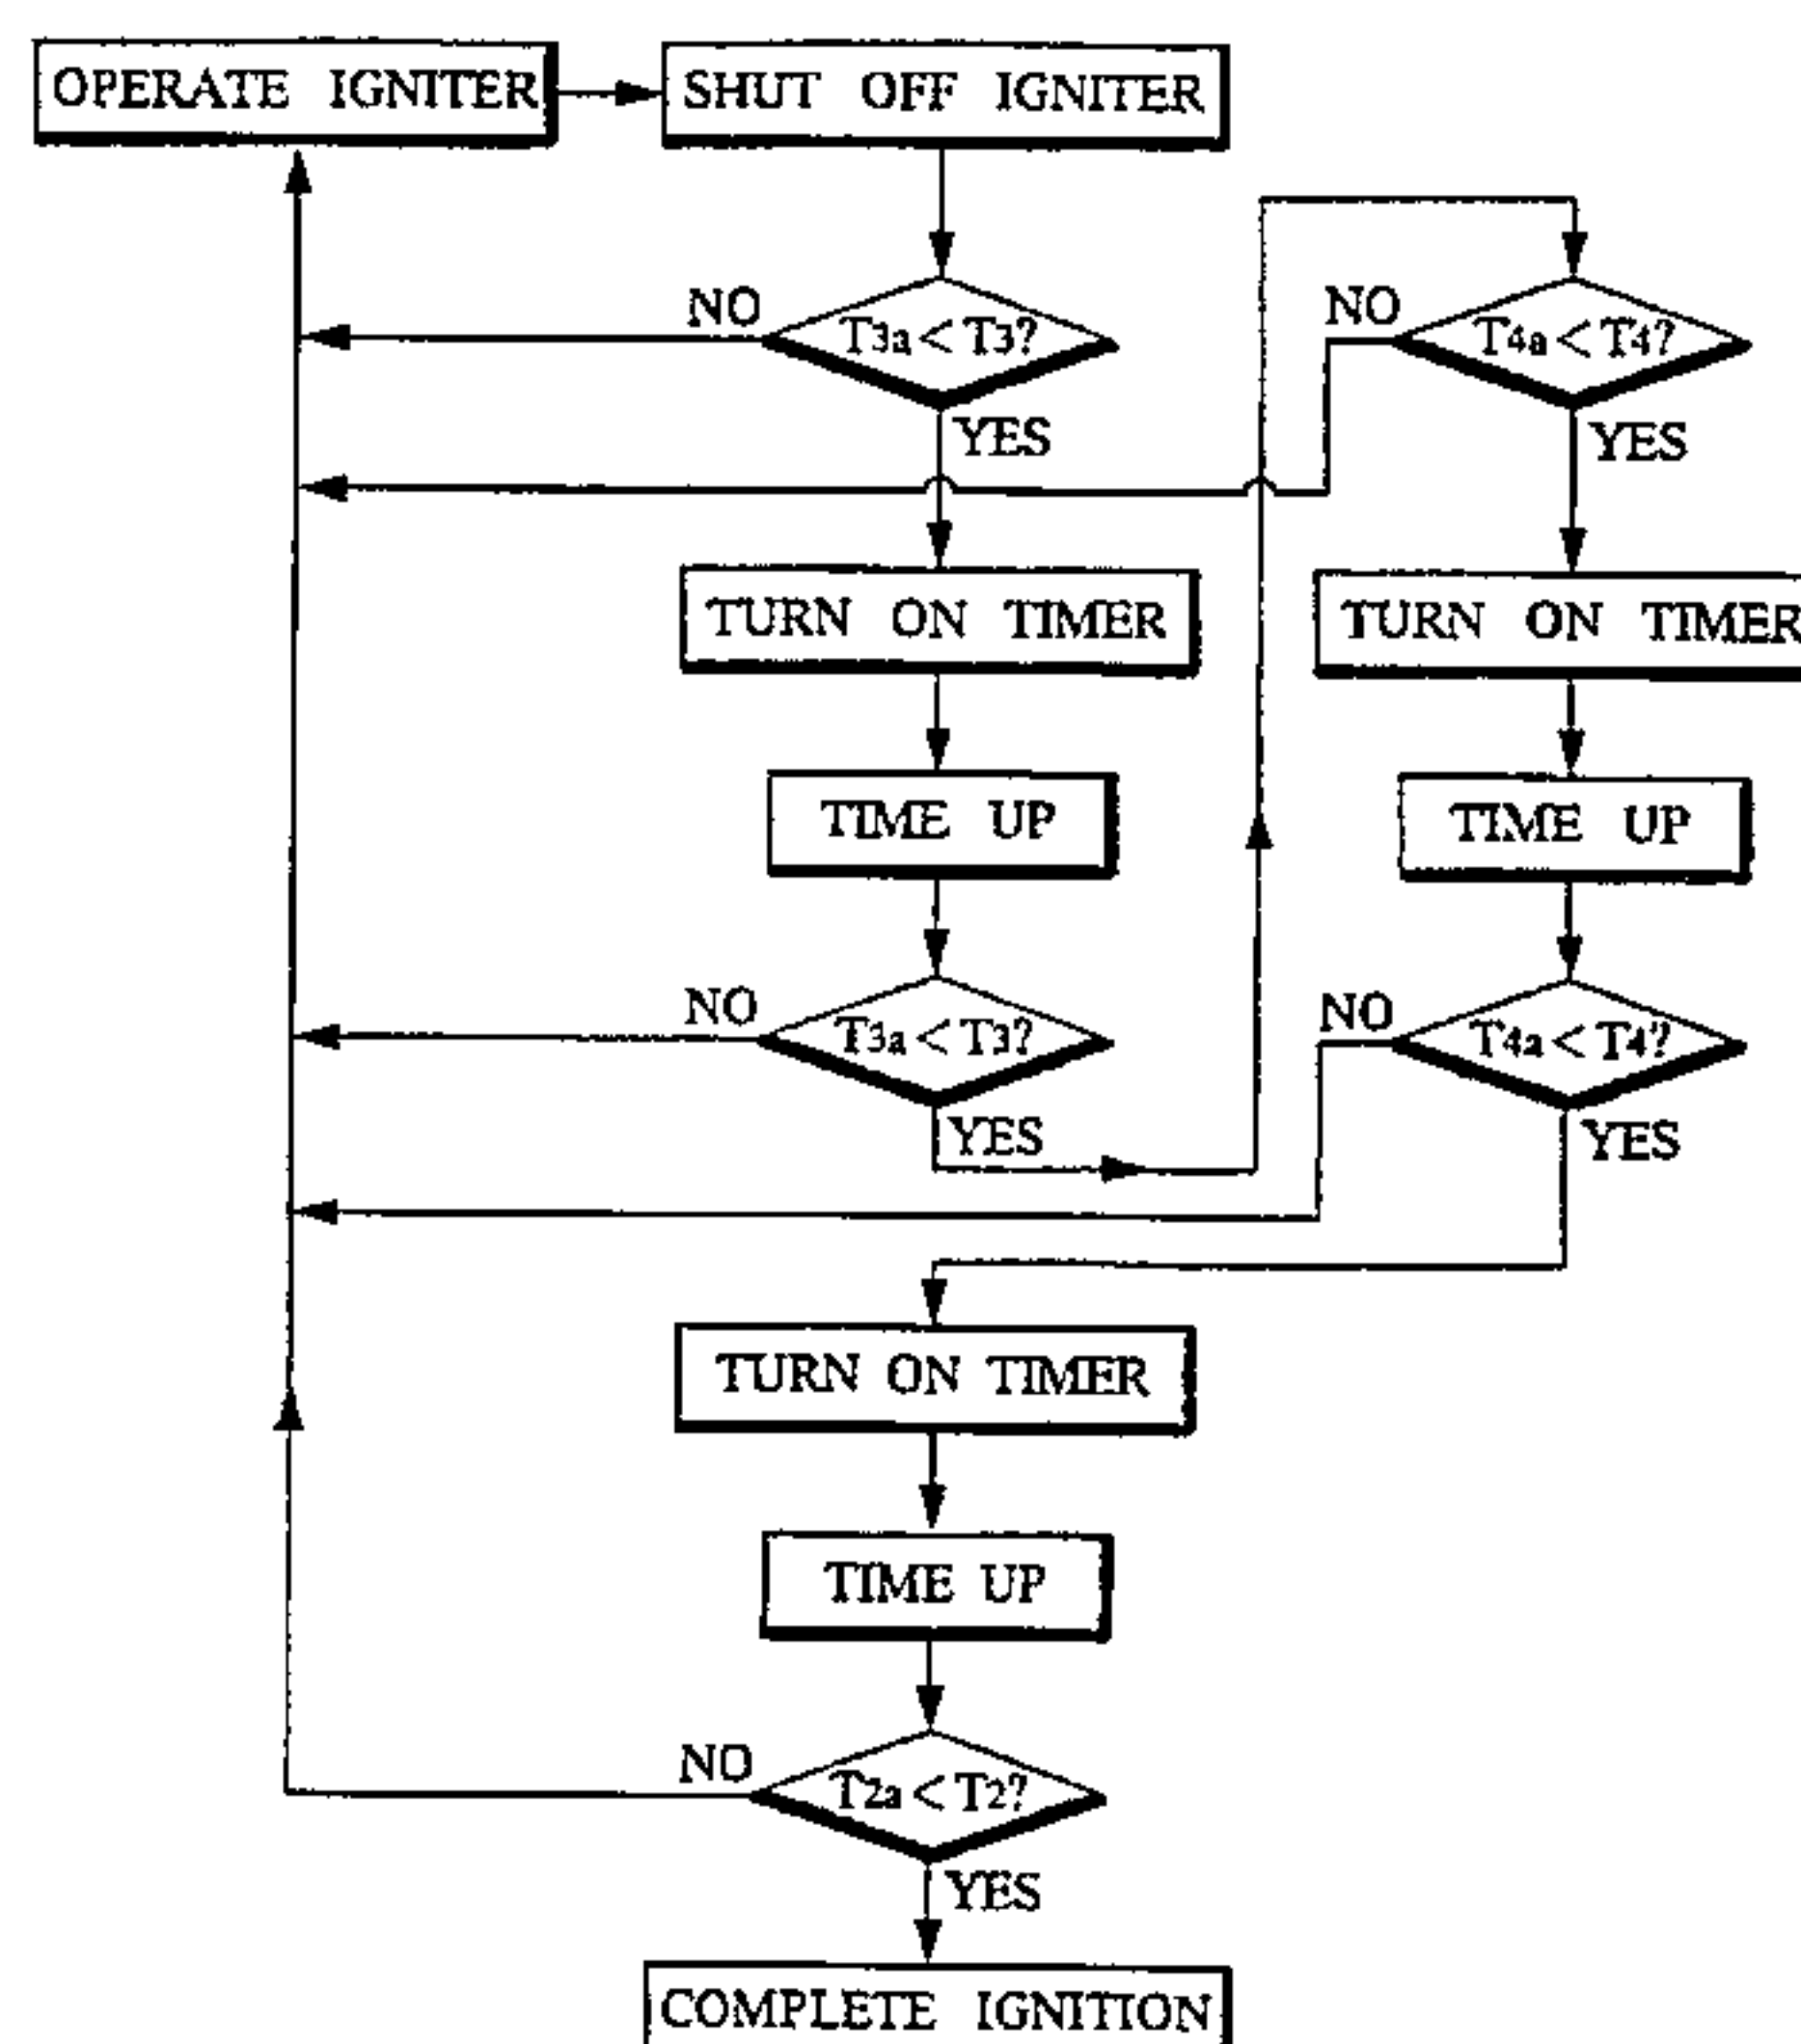 OPERATE IGNITER
SHUT OFF IGNITER
NO
T3a < T3?
YES
NO
T4a < T4?
YES
TURN ON TIMER
TURN ON TIMER
TIME UP
TIME UP
NO
T3a < T3?
YES
NO
T4a < T4?
YES
TURN ON TIMER
TIME UP
NO
T2a < T2?
YES
COMPLETE IGNITION